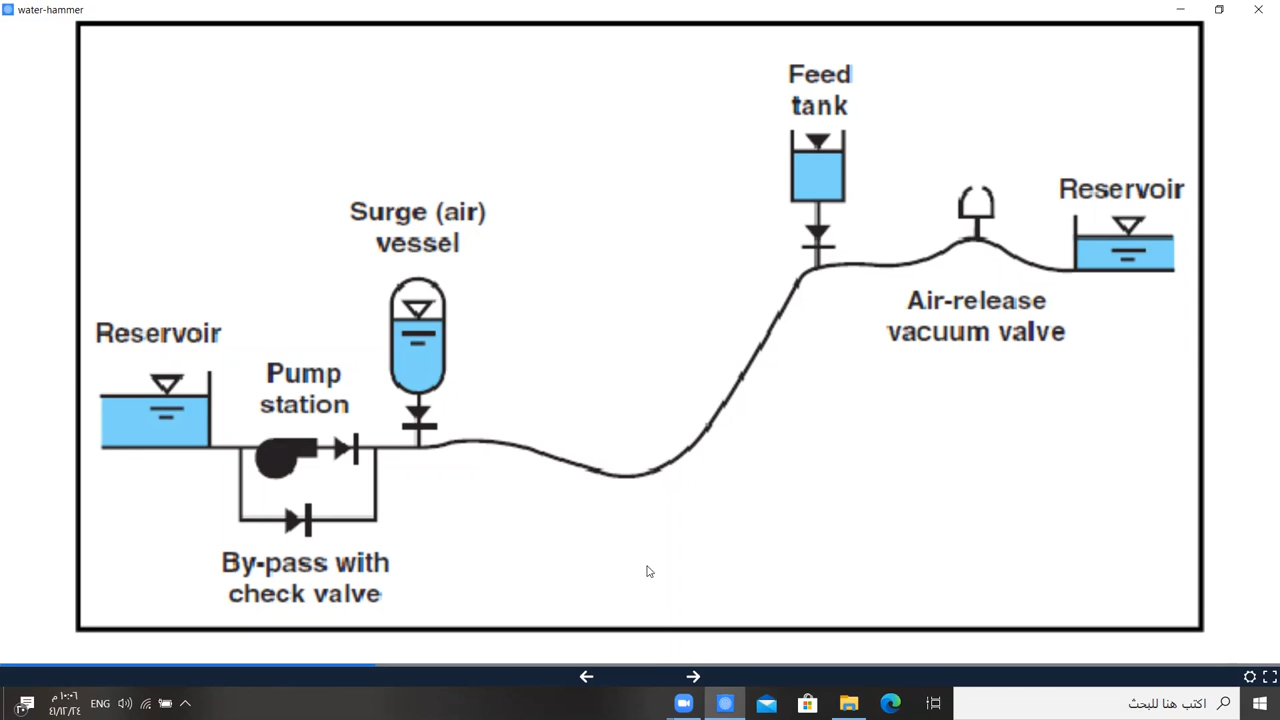 water-hammer
Feed
tank
Reservoir
Surge (air)
vessel
Air-release
vacuum valve
Reservoir
Pump
station
By-pass with
check valve
ENG
اكتب هنا للبحث